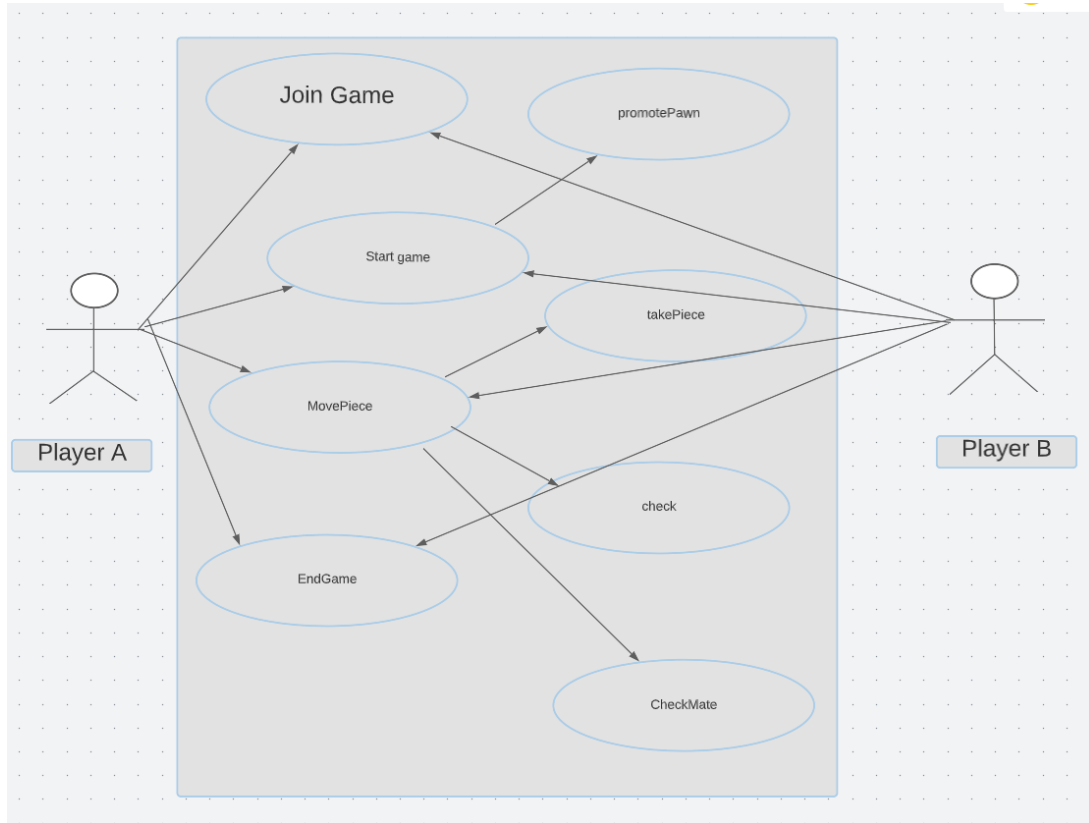 Join Game
promotePawn
Start game
takePiece
MovePiece
Player A
Player B
check
EndGame
CheckMate